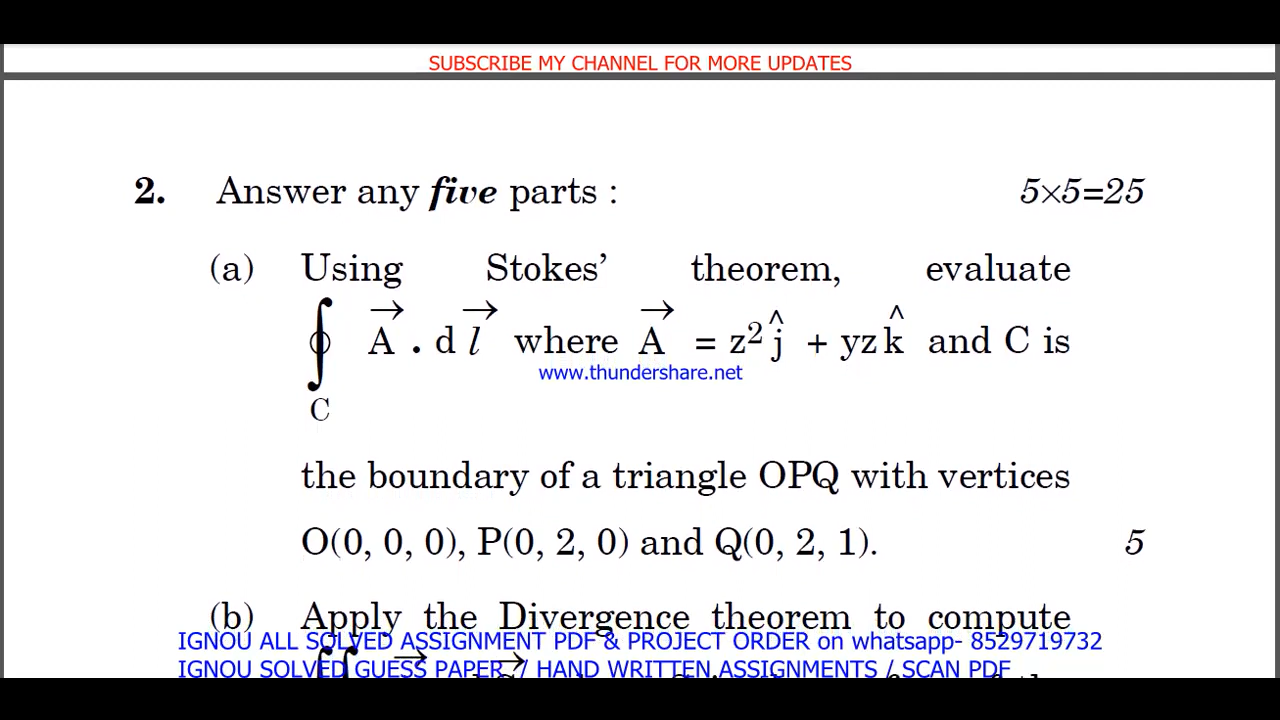 SUBSCRIBE MY CHANNEL FOR MORE UPDATES
2. Answer any five parts : 5×5=25
(a) Using Stokes’ theorem, evaluate
∮ A⃗ . d l⃗ where A⃗ = z² ĵ + yz k̂ and C is
www.thundershare.net
C
the boundary of a triangle OPQ with vertices
O(0, 0, 0), P(0, 2, 0) and Q(0, 2, 1). 5
(b) Apply the Divergence theorem to compute
IGNOU ALL SOLVED ASSIGNMENT PDF & PROJECT ORDER on whatsapp- 8529719732
IGNOU SOLVED GUESS PAPER / HAND WRITTEN ASSIGNMENTS / SCAN PDF